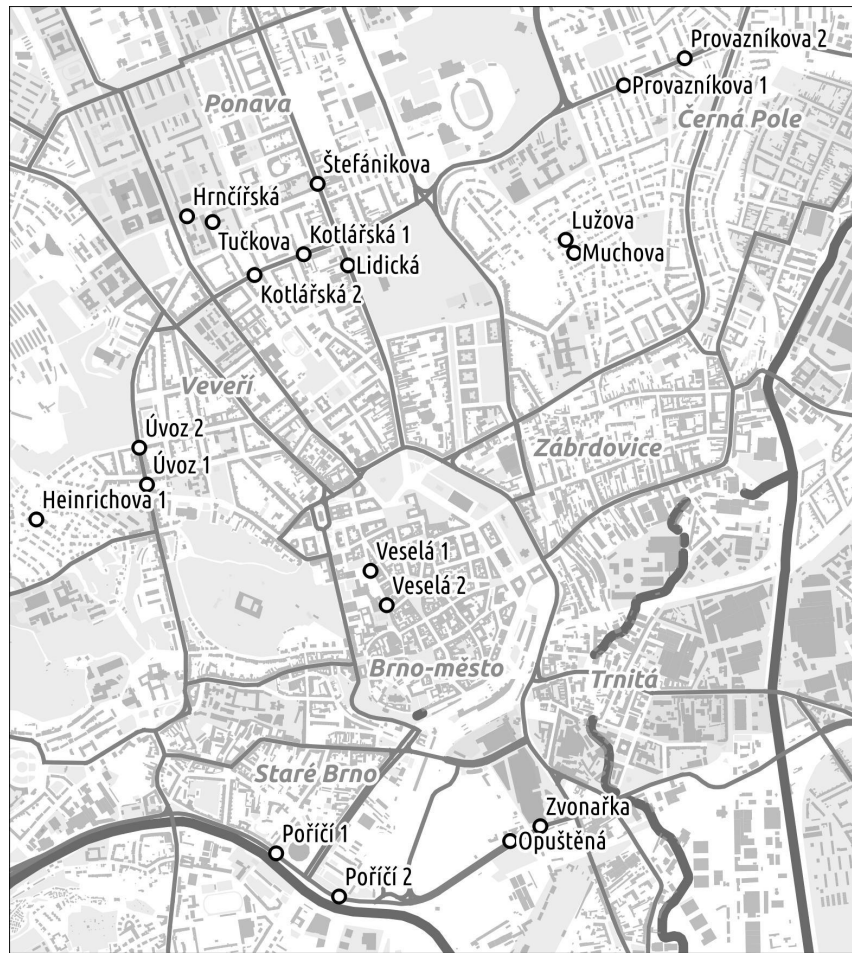 Provazníkova 2
Provazníkova 1
Ponava
Černá Pole
Štefánikova
Hrnčířská
Tučkova
Lužova
Muchova
Kotlářská 1
Lidická
Kotlářská 2
Veveří
Úvoz 2
Zábrdovice
Úvoz 1
Heinrichova 1
Veselá 1
Veselá 2
Brno-město
Trnitá
Staré Brno
Zvonařka
Opuštěná
Poříčí 1
Poříčí 2